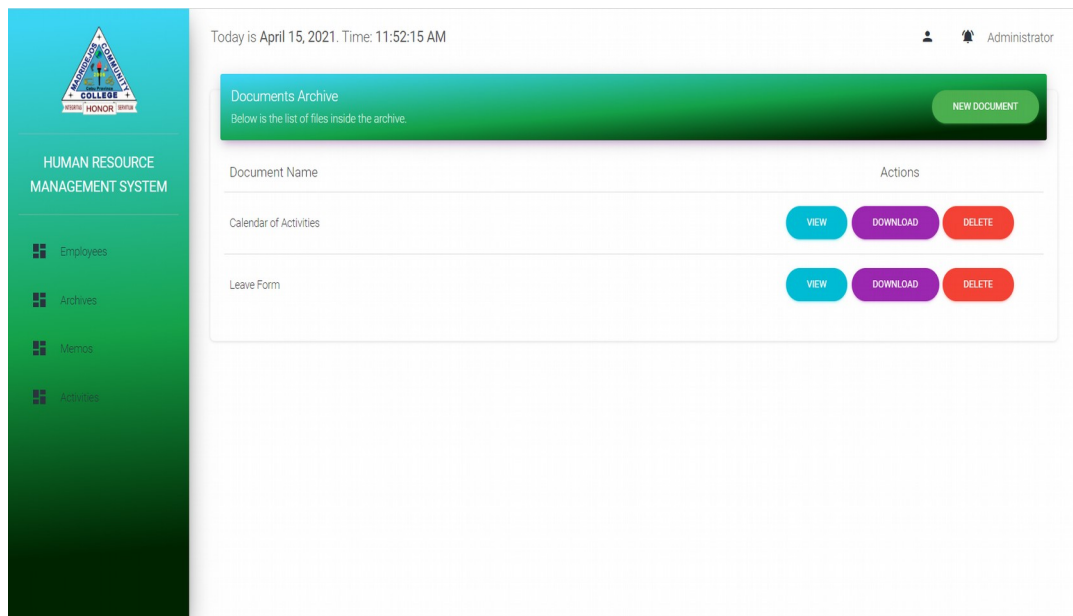 MADRIDEJOS COMMUNITY
COLLEGE
HONOR
HUMAN RESOURCE
MANAGEMENT SYSTEM
Employees
Archives
Memos
Activities
Today is April 15, 2021. Time: 11:52:15 AM
Administrator
Documents Archive
Below is the list of files inside the archive.
NEW DOCUMENT
Document Name Actions
Calendar of Activities VIEW DOWNLOAD DELETE
Leave Form VIEW DOWNLOAD DELETE